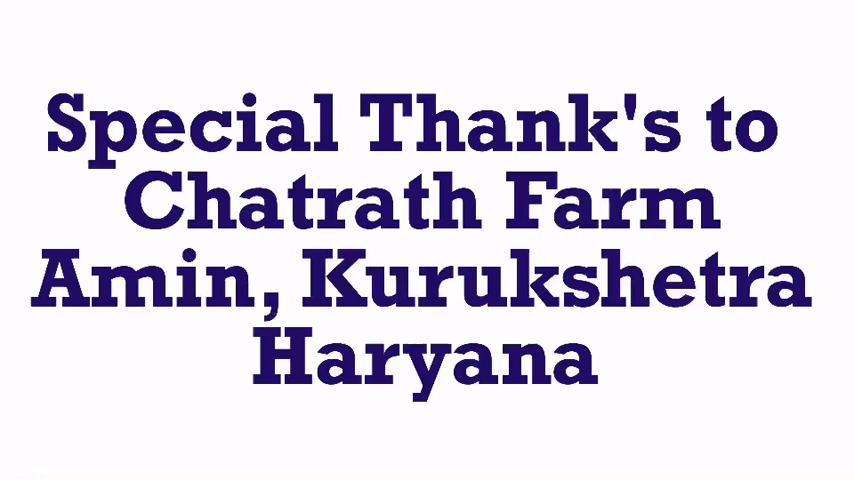 Special Thank's to
Chatrath Farm
Amin, Kurukshetra
Haryana